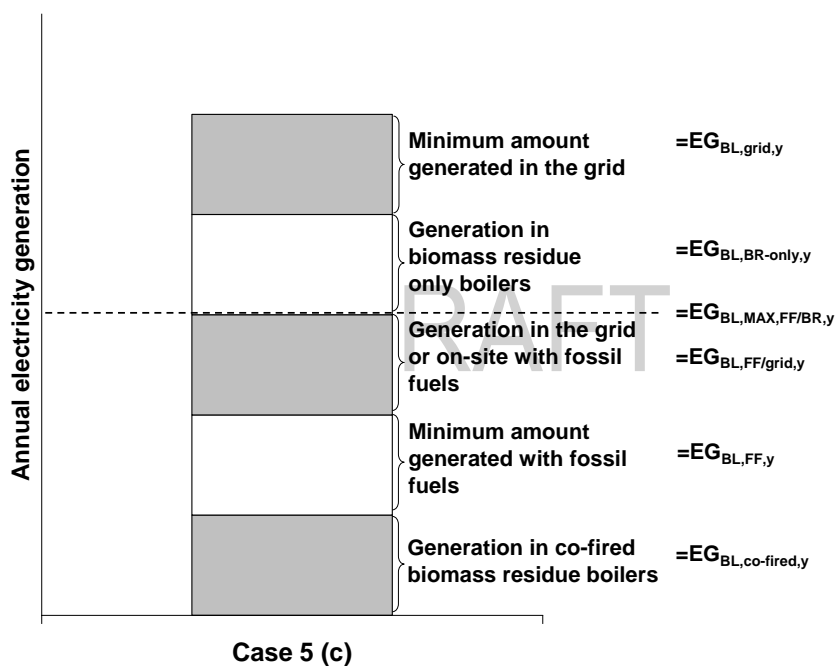 Annual electricity generation
Minimum amount
generated in the grid
=EG_BL,grid,y
Generation in
biomass residue
only boilers
=EG_BL,BR-only,y
RAFT
=EG_BL,MAX,FF/BR,y
Generation in the grid
or on-site with fossil
fuels
=EG_BL,FF/grid,y
Minimum amount
generated with fossil
fuels
=EG_BL,FF,y
Generation in co-fired
biomass residue boilers
=EG_BL,co-fired,y
Case 5 (c)